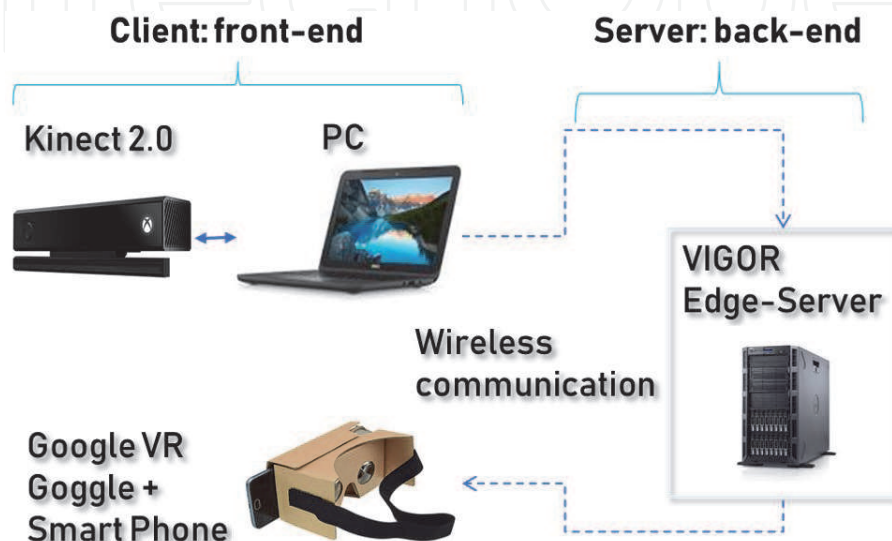 Client: front-end
Server: back-end
Kinect 2.0
PC
VIGOR
Edge-Server
Wireless
communication
Google VR
Goggle +
Smart Phone